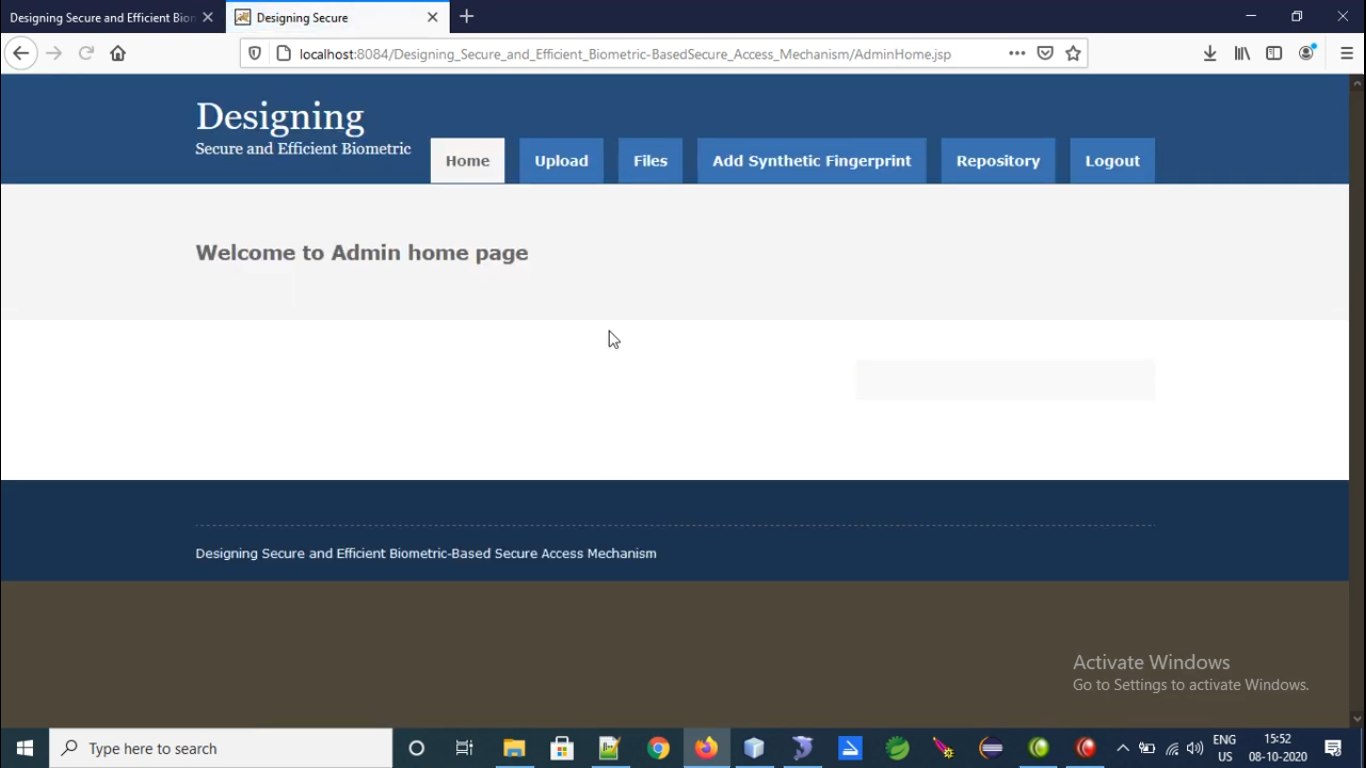 Designing Secure and Efficient Bion
Designing Secure
localhost:8084/Designing_Secure_and_Efficient_Biometric-BasedSecure_Access_Mechanism/AdminHome.jsp
Designing
Secure and Efficient Biometric
Home
Upload
Files
Add Synthetic Fingerprint
Repository
Logout
Welcome to Admin home page
Designing Secure and Efficient Biometric-Based Secure Access Mechanism
Activate Windows
Go to Settings to activate Windows.
Type here to search
ENG
US
15:52
08-10-2020